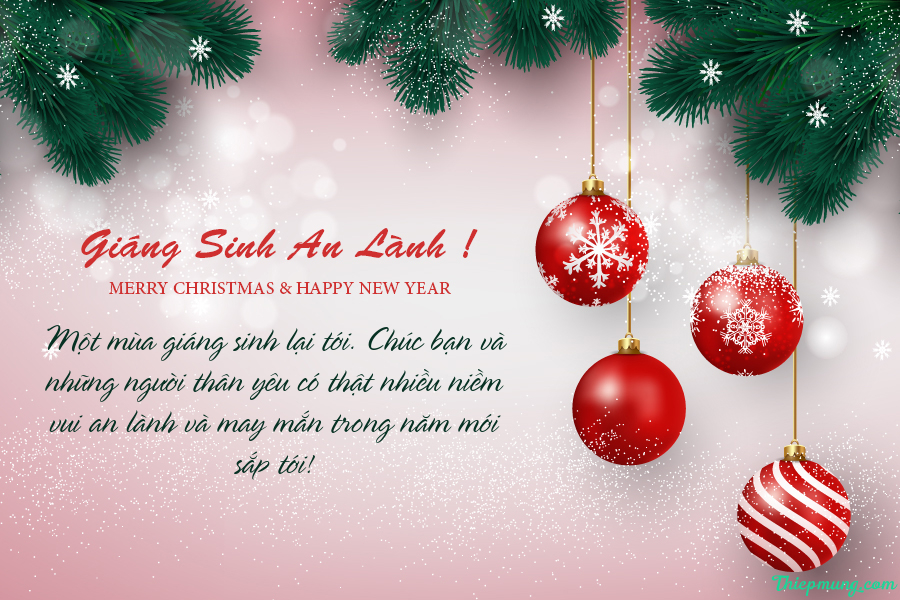 Giáng Sinh An Lành !
MERRY CHRISTMAS & HAPPY NEW YEAR
Một mùa giáng sinh lại tới. Chúc bạn và
những người thân yêu có thật nhiều niềm
vui an lành và may mắn trong năm mới
sắp tới!
Thiepmung.com